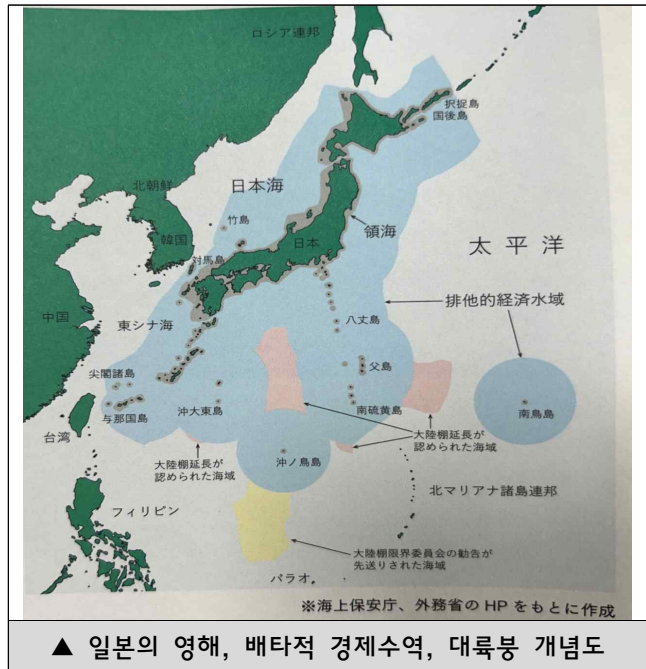 ロシア連邦
択捉島
国後島
北朝鮮
日本海
竹島
領海
日本
太平洋
韓国
対馬島
排他的経済水域
中国
東シナ海
八丈島
尖閣諸島
父島
与那国島
沖大東島
南硫黄島
南鳥島
台湾
大陸棚延長が
認められた海域
沖ノ鳥島
大陸棚延長が
認められた海域
北マリアナ諸島連邦
フィリピン
大陸棚限界委員会の勧告が
先送りされた海域
パラオ
※海上保安庁、外務省のHPをもとに作成
▲ 일본의 영해, 배타적 경제수역, 대륙붕 개념도